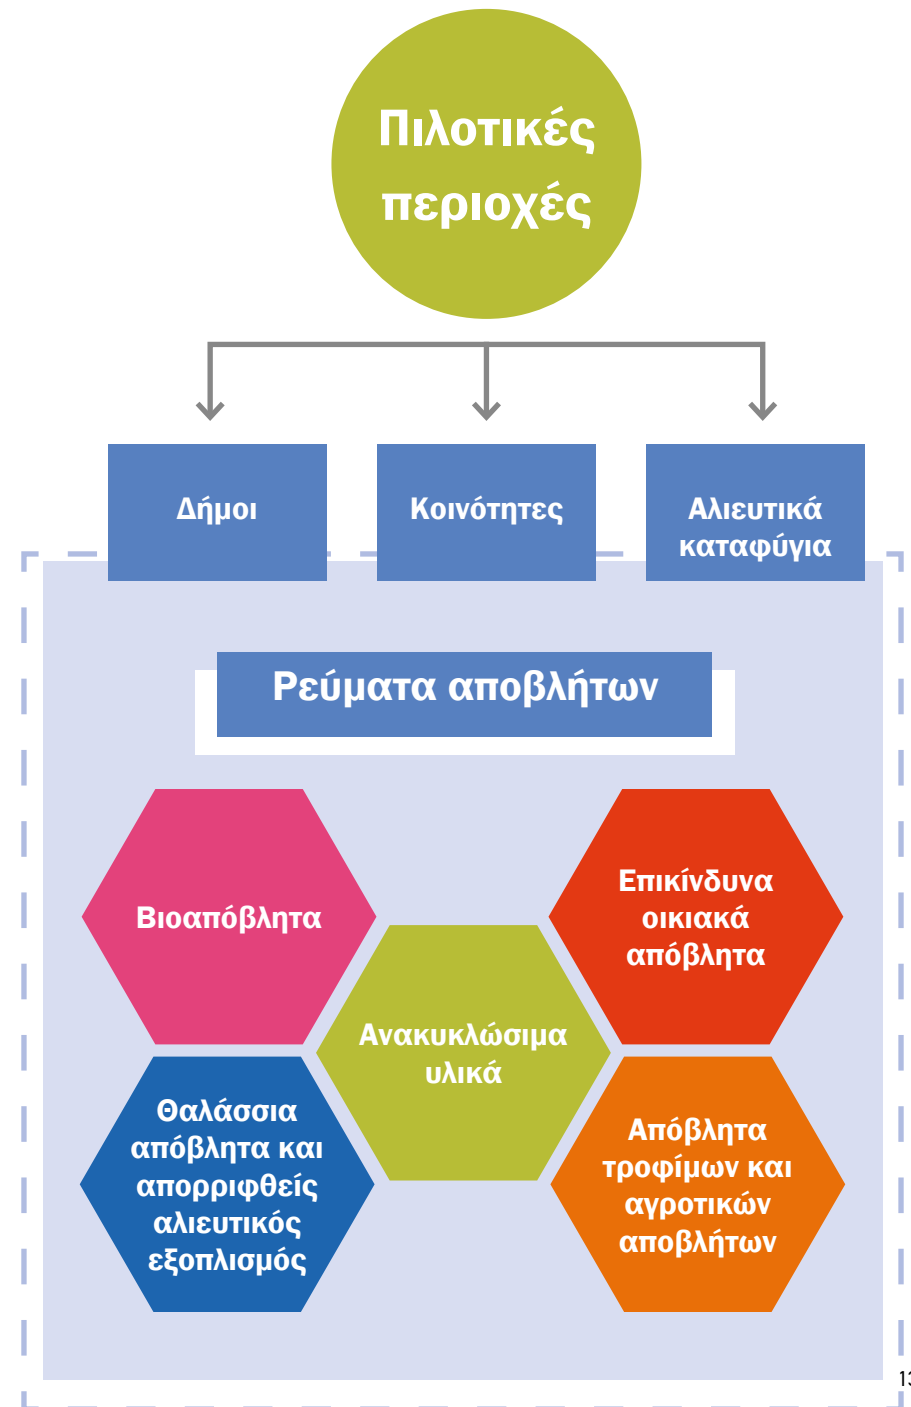 Πιλοτικές
περιοχές
Δήμοι
Κοινότητες
Αλιευτικά
καταφύγια
Ρεύματα αποβλήτων
Βιοαπόβλητα
Επικίνδυνα
οικιακά
απόβλητα
Ανακυκλώσιμα
υλικά
Θαλάσσια
απόβλητα και
απορριφθείς
αλιευτικός
εξοπλισμός
Απόβλητα
τροφίμων και
αγροτικών
αποβλήτων
13